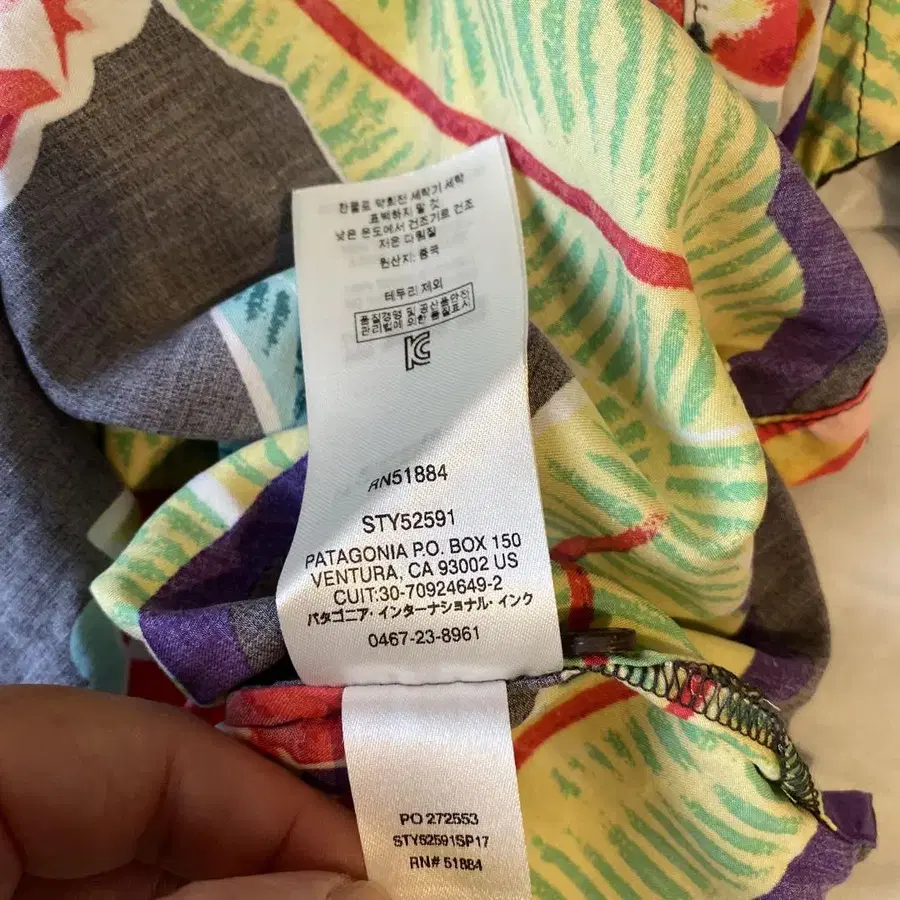 찬물로 약회전 세탁기 세탁
표백하지 말 것
낮은 온도에서 건조기로 건조
저온 다림질
원산지: 중국
테두리 제외
RN51884
STY52591
PATAGONIA P.O. BOX 150
VENTURA, CA 93002 US
CUIT:30-70924649-2
パタゴニア・インターナショナル・インク
0467-23-8961
PO 272553
STY52591SP17
RN# 51884